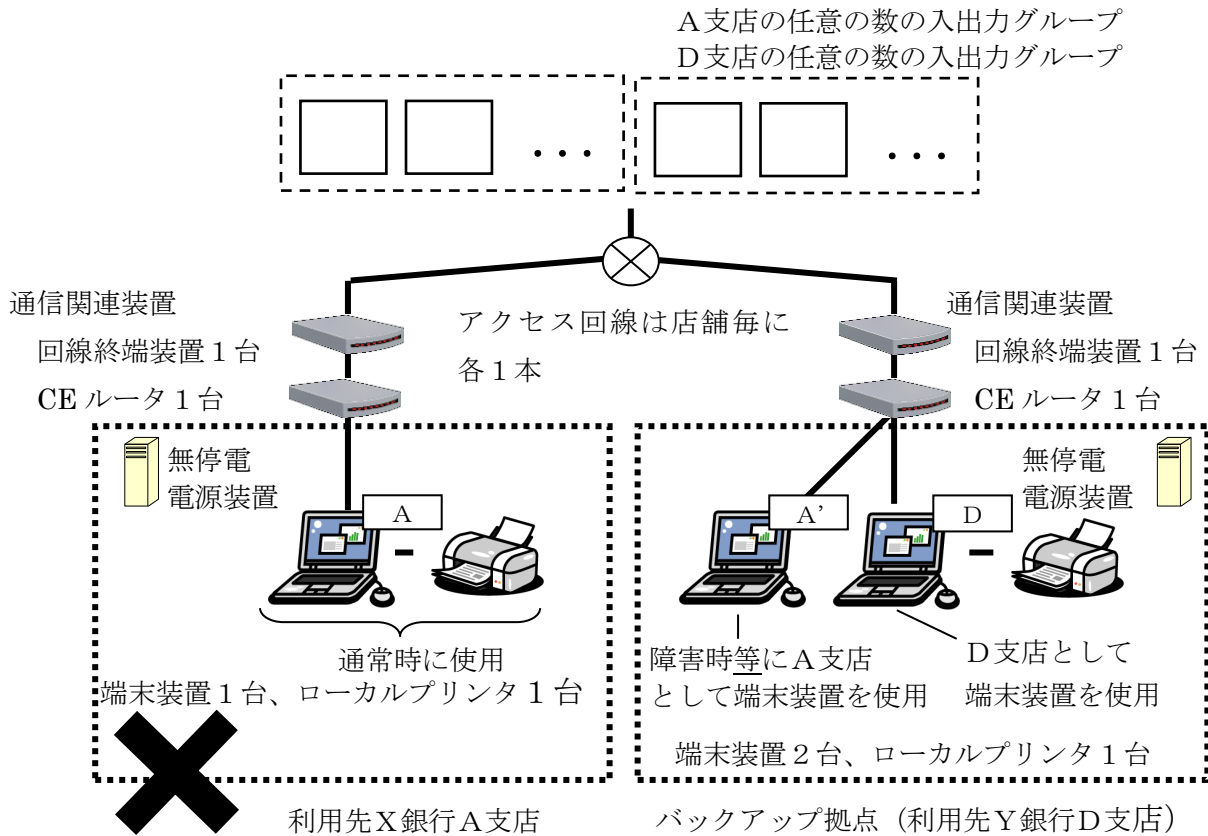 A支店の任意の数の入出力グループ
D支店の任意の数の入出力グループ
・・・
・・・
通信関連装置
回線終端装置1台
CEルータ1台
アクセス回線は店舗毎に
各1本
通信関連装置
回線終端装置1台
CEルータ1台
無停電
電源装置
A
通常時に使用
端末装置1台、ローカルプリンタ1台
利用先X銀行A支店
無停電
電源装置
A’
D
障害時等にA支店
として端末装置を使用
D支店として
端末装置を使用
端末装置2台、ローカルプリンタ1台
バックアップ拠点(利用先Y銀行D支店)